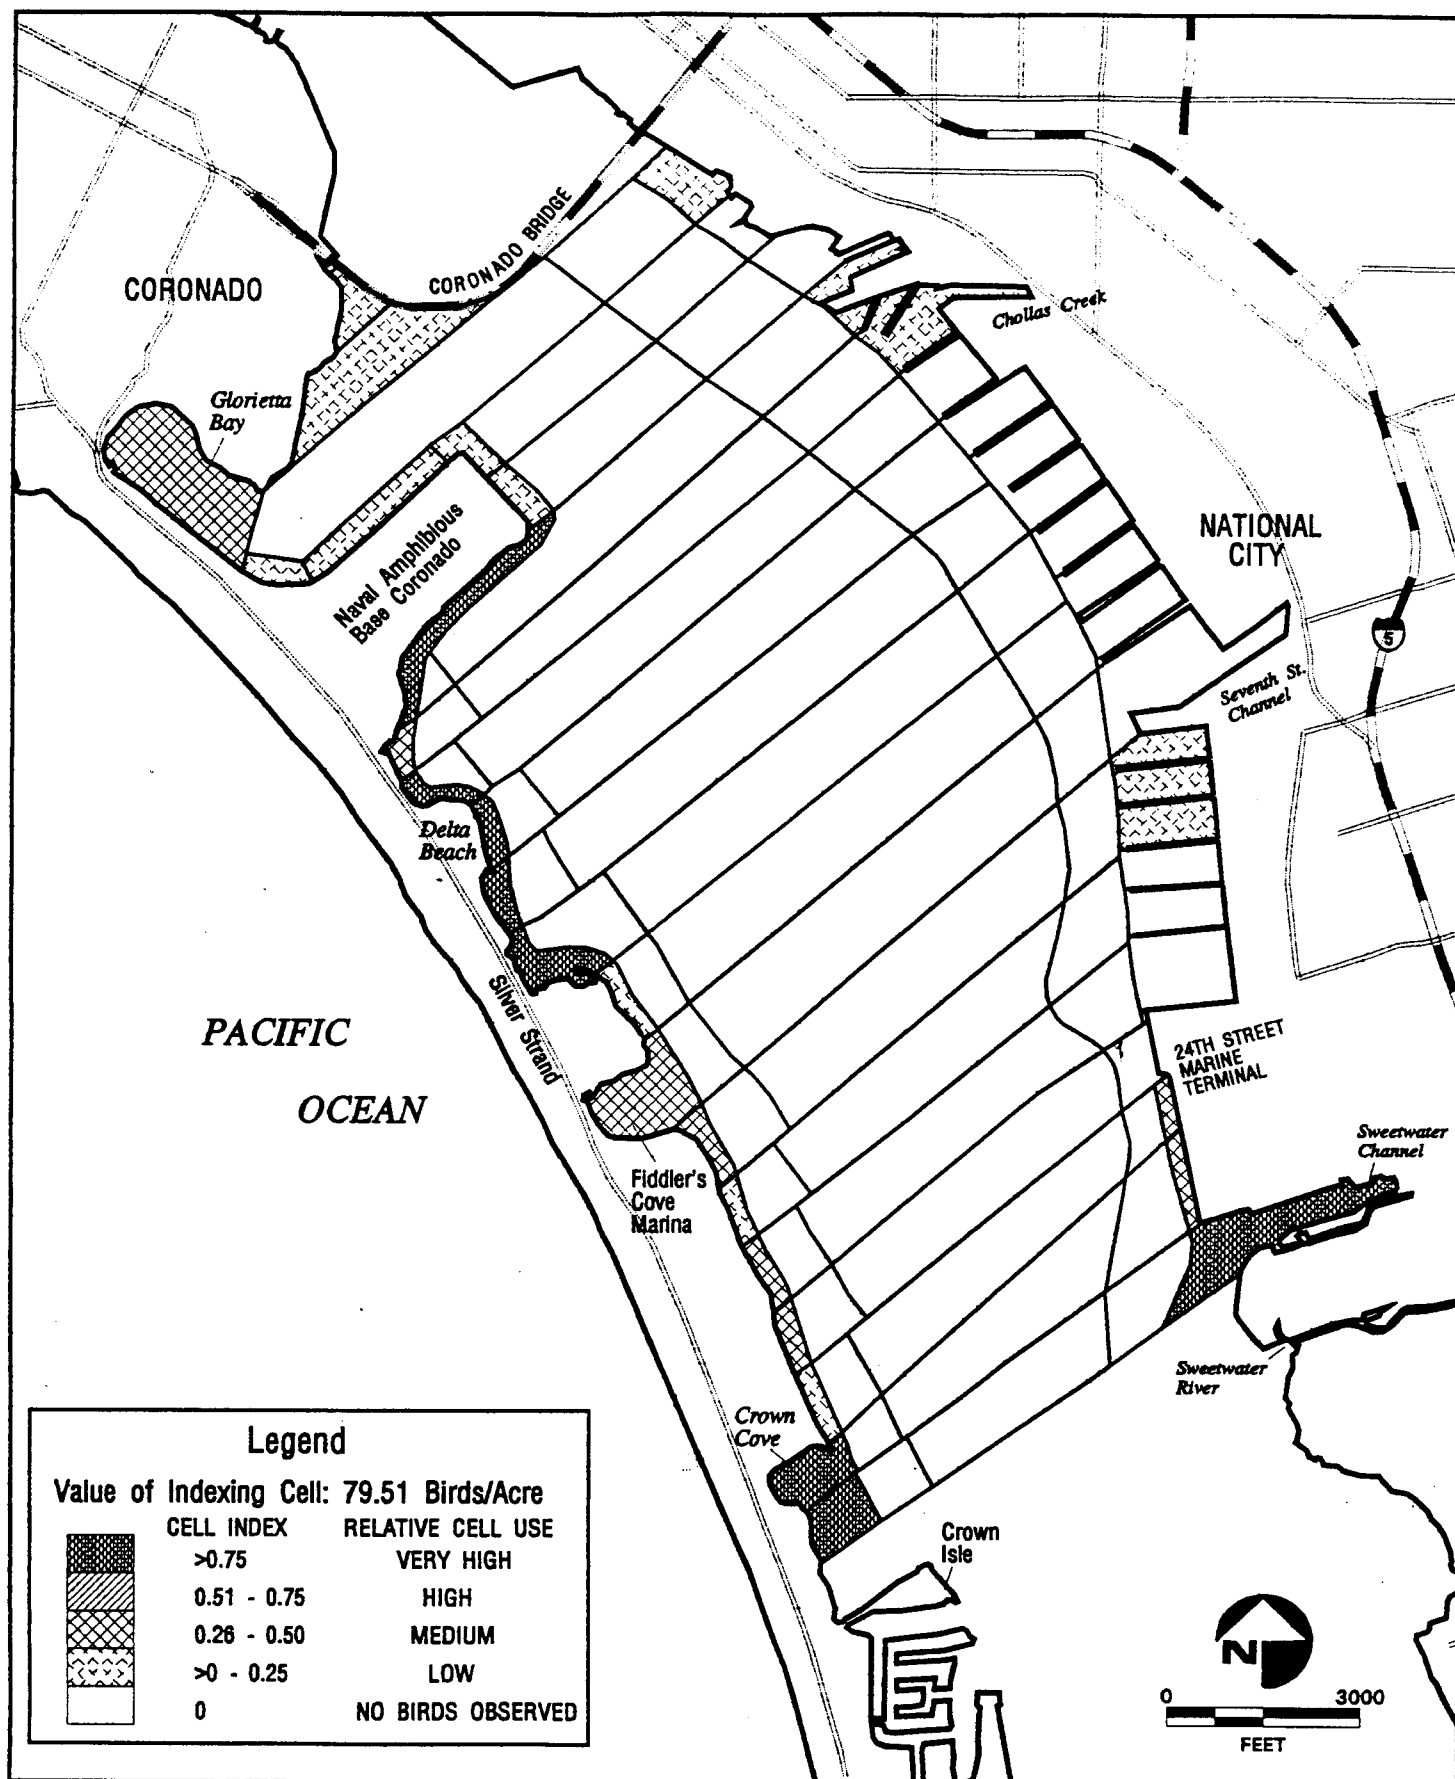 CORONADO
CORONADO BRIDGE
Chollas Creek
Glorietta
Bay
Naval Amphibious
Base Coronado
NATIONAL
CITY
5
Seventh St.
Channel
Delta
Beach
Silver Strand
PACIFIC
OCEAN
24TH STREET
MARINE
TERMINAL
Sweetwater
Channel
Fiddler's
Cove
Marina
Sweetwater
River
Crown
Cove
Crown
Isle
Legend
Value of Indexing Cell: 79.51 Birds/Acre
CELL INDEX RELATIVE CELL USE
>0.75 VERY HIGH
0.51 - 0.75 HIGH
0.26 - 0.50 MEDIUM
>0 - 0.25 LOW
0 NO BIRDS OBSERVED
N
0 3000
FEET